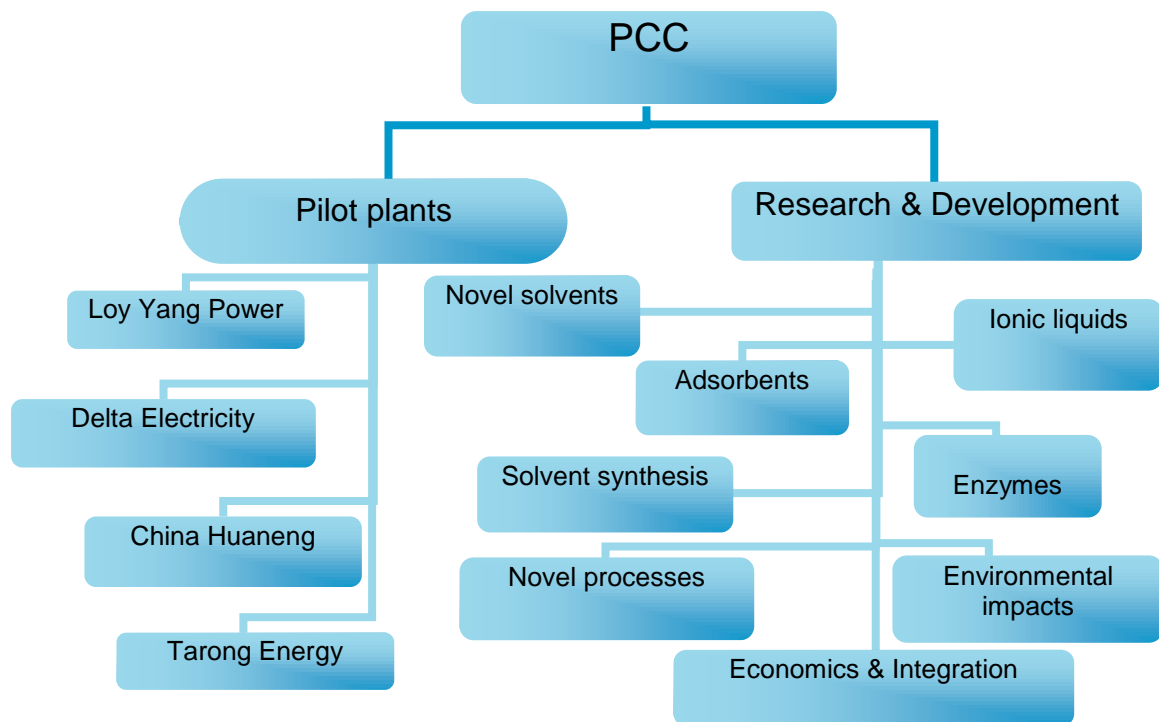 PCC
Pilot plants
Research & Development
Loy Yang Power
Delta Electricity
China Huaneng
Tarong Energy
Novel solvents
Ionic liquids
Adsorbents
Enzymes
Solvent synthesis
Novel processes
Environmental
impacts
Economics & Integration